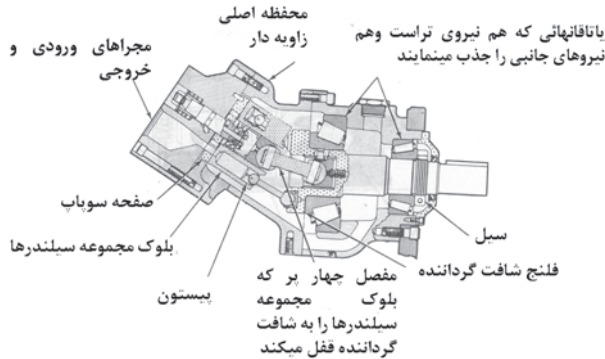 محفظه اصلی
زاویه دار
یاتاقانهائی که هم نیروی تراست وهم
نیروهای جانبی را جذب مینمایند
مجراهای ورودی و
خروجی
صفحه سوپاپ
بلوک مجموعه سیلندرها
پیستون
مفصل چهار پر که
بلوک مجموعه
سیلندرها را به شافت
گرداننده قفل میکند
فلنج شافت گرداننده
سیل